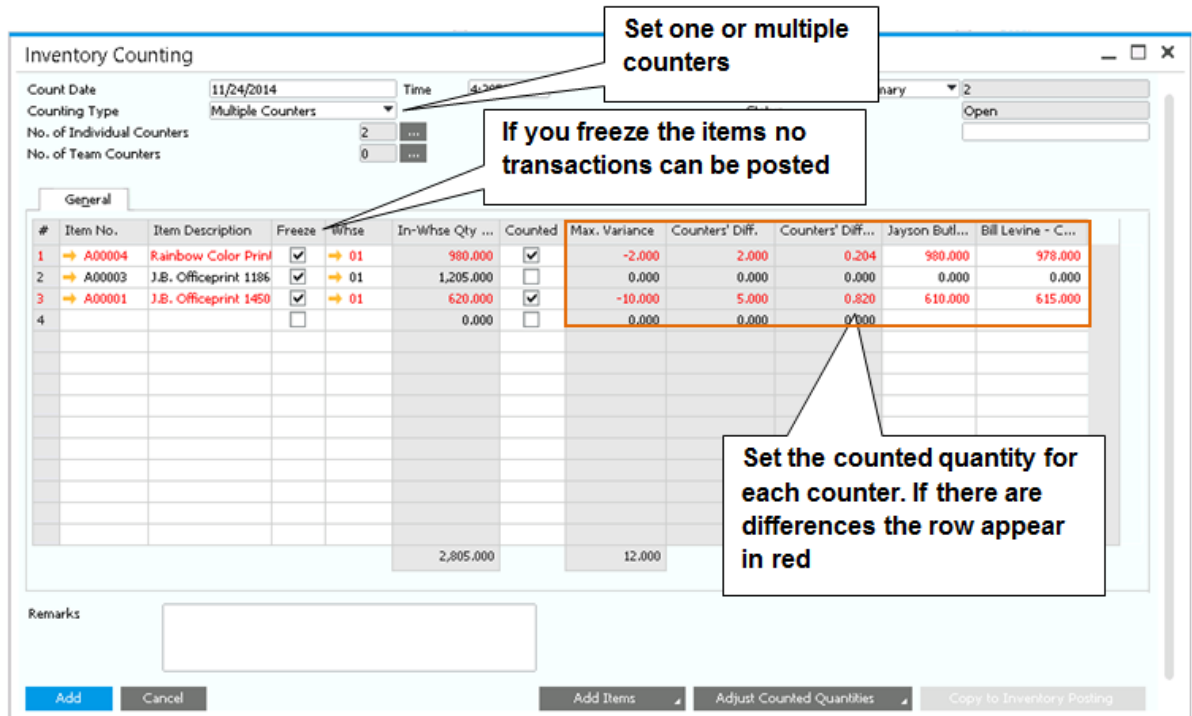 Set one or multiple
counters
Inventory Counting
Count Date 11/24/2014 Time 2
Counting Type Multiple Counters Open
No. of Individual Counters 2 ...
No. of Team Counters 0 ...
If you freeze the items no
transactions can be posted
General
# Item No. Item Description Freeze Whse In-Whse Qty ... Counted Max. Variance Counters' Diff. Counters' Diff... Jayson Butl... Bill Levine - C...
1 A00004 Rainbow Color Print 01 980.000 -2.000 2.000 0.204 980.000 978.000
2 A00003 J.B. Officeprint 1186 01 1,205.000 0.000 0.000 0.000 0.000 0.000
3 A00001 J.B. Officeprint 1450 01 620.000 -10.000 5.000 0.820 610.000 615.000
4 0.000 0.000 0.000 0.000
Set the counted quantity for
each counter. If there are
differences the row appear
in red
2,805.000 12.000
Remarks
Add Cancel Add Items Adjust Counted Quantities Copy to Inventory Posting